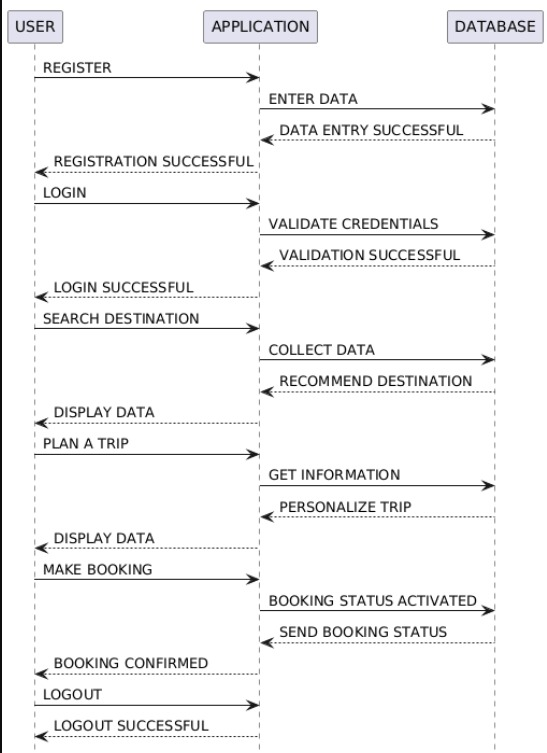 USER
APPLICATION
DATABASE
REGISTER
ENTER DATA
DATA ENTRY SUCCESSFUL
REGISTRATION SUCCESSFUL
LOGIN
VALIDATE CREDENTIALS
VALIDATION SUCCESSFUL
LOGIN SUCCESSFUL
SEARCH DESTINATION
COLLECT DATA
RECOMMEND DESTINATION
DISPLAY DATA
PLAN A TRIP
GET INFORMATION
PERSONALIZE TRIP
DISPLAY DATA
MAKE BOOKING
BOOKING STATUS ACTIVATED
SEND BOOKING STATUS
BOOKING CONFIRMED
LOGOUT
LOGOUT SUCCESSFUL